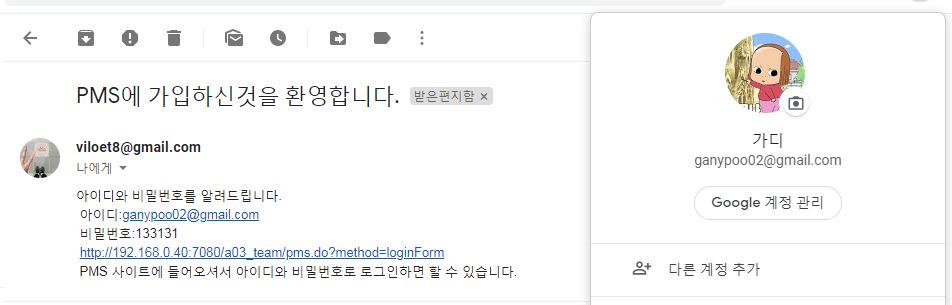 PMS에 가입하신것을 환영합니다. 받은편지함 ×
viloet8@gmail.com
나에게
아이디와 비밀번호를 알려드립니다.
아이디:ganypoo02@gmail.com
비밀번호:133131
http://192.168.0.40:7080/a03_team/pms.do?method=loginForm
PMS 사이트에 들어오셔서 아이디와 비밀번호로 로그인하면 할 수 있습니다.
가디
ganypoo02@gmail.com
Google 계정 관리
다른 계정 추가